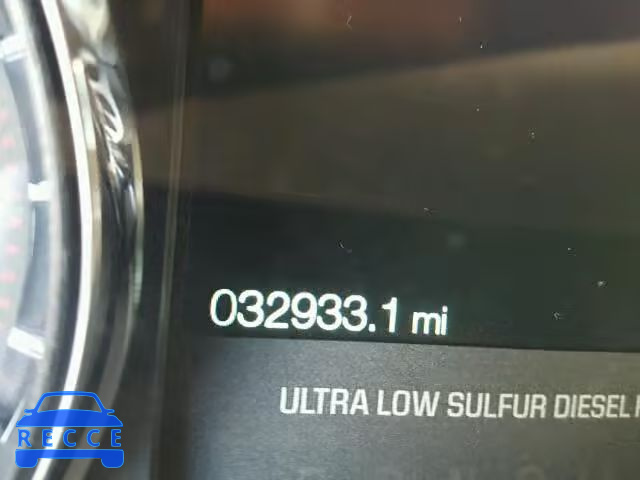 032933.1 mi
ULTRA LOW SULFUR DIESEL
RECCE